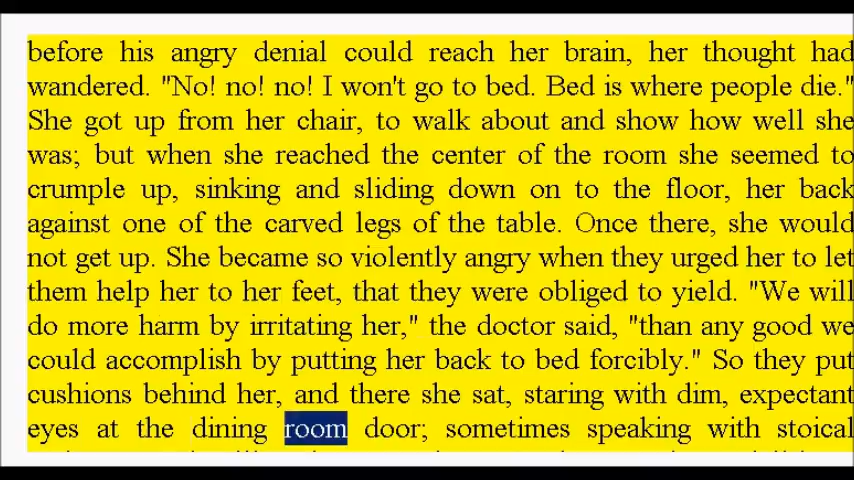 before his angry denial could reach her brain, her thought had
wandered. "No! no! no! I won't go to bed. Bed is where people die."
She got up from her chair, to walk about and show how well she
was; but when she reached the center of the room she seemed to
crumple up, sinking and sliding down on to the floor, her back
against one of the carved legs of the table. Once there, she would
not get up. She became so violently angry when they urged her to let
them help her to her feet, that they were obliged to yield. "We will
do more harm by irritating her," the doctor said, "than any good we
could accomplish by putting her back to bed forcibly." So they put
cushions behind her, and there she sat, staring with dim, expectant
eyes at the dining room door; sometimes speaking with stoical